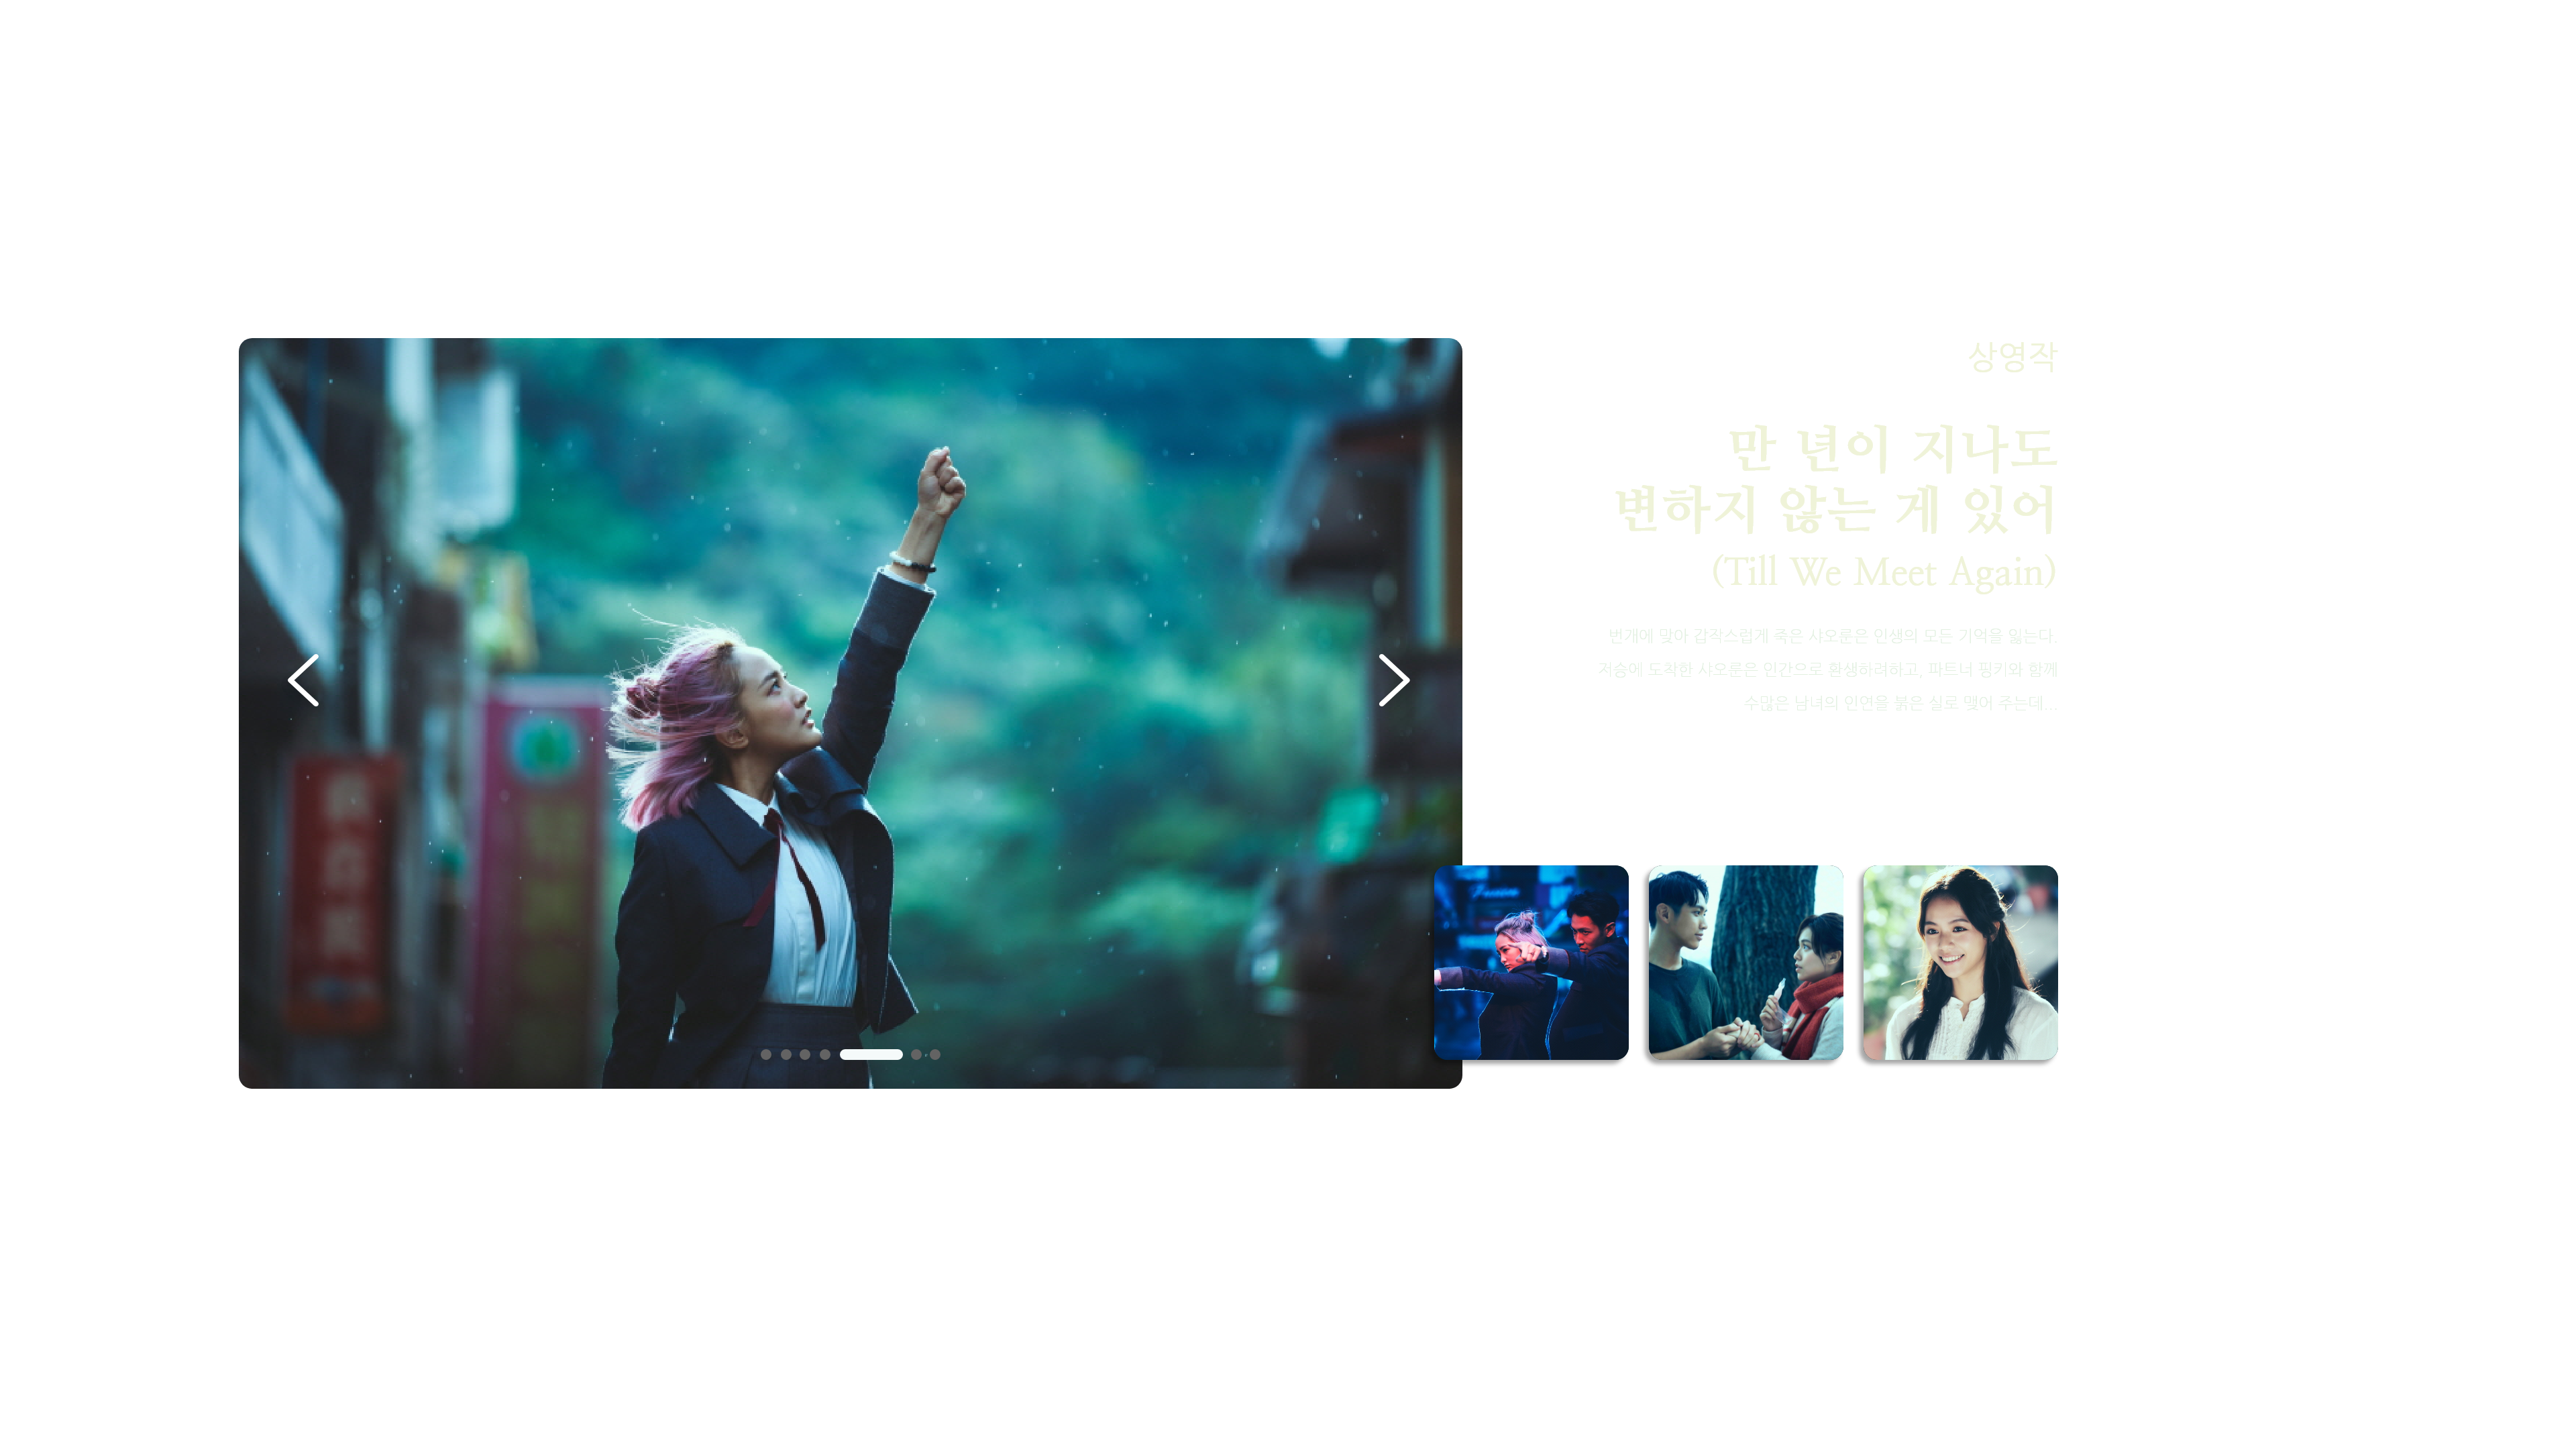 상영작
만 년이 지나도
변하지 않는 게 있어
(Till We Meet Again)
번개에 맞아 갑작스럽게 죽은 샤오룬은 인생의 모든 기억을 잃는다.
저승에 도착한 샤오룬은 인간으로 환생하려하고, 파트너 핑키와 함께
수많은 남녀의 인연을 붉은 실로 맺어 주는데...